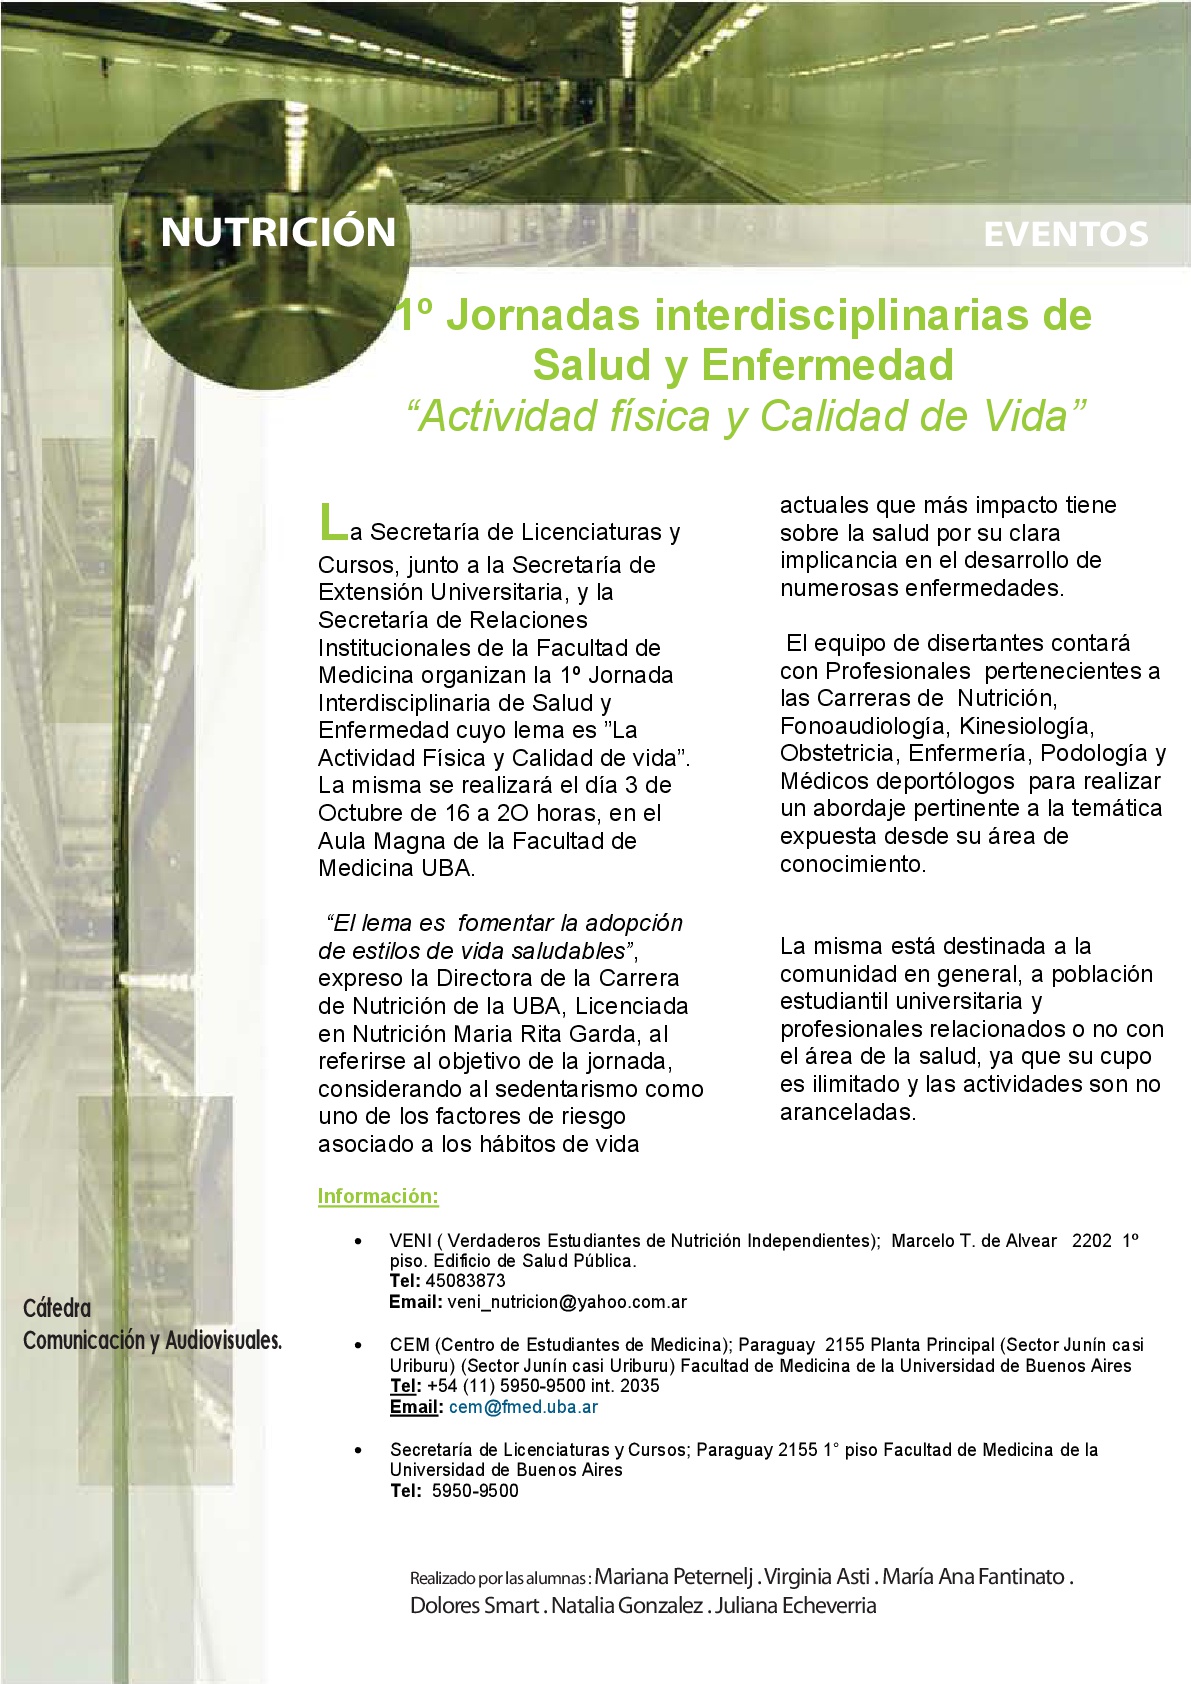 NUTRICIÓN
EVENTOS
1º Jornadas interdisciplinarias de
Salud y Enfermedad
“Actividad física y Calidad de Vida”
La Secretaría de Licenciaturas y
Cursos, junto a la Secretaría de
Extensión Universitaria, y la
Secretaría de Relaciones
Institucionales de la Facultad de
Medicina organizan la 1º Jornada
Interdisciplinaria de Salud y
Enfermedad cuyo lema es ”La
Actividad Física y Calidad de vida”.
La misma se realizará el día 3 de
Octubre de 16 a 2O horas, en el
Aula Magna de la Facultad de
Medicina UBA.
“El lema es fomentar la adopción
de estilos de vida saludables”,
expreso la Directora de la Carrera
de Nutrición de la UBA, Licenciada
en Nutrición Maria Rita Garda, al
referirse al objetivo de la jornada,
considerando al sedentarismo como
uno de los factores de riesgo
asociado a los hábitos de vida
actuales que más impacto tiene
sobre la salud por su clara
implicancia en el desarrollo de
numerosas enfermedades.
El equipo de disertantes contará
con Profesionales pertenecientes a
las Carreras de Nutrición,
Fonoaudiología, Kinesiología,
Obstetricia, Enfermería, Podología y
Médicos deportólogos para realizar
un abordaje pertinente a la temática
expuesta desde su área de
conocimiento.
La misma está destinada a la
comunidad en general, a población
estudiantil universitaria y
profesionales relacionados o no con
el área de la salud, ya que su cupo
es ilimitado y las actividades son no
aranceladas.
Información:
• VENI ( Verdaderos Estudiantes de Nutrición Independientes); Marcelo T. de Alvear 2202 1º
piso. Edificio de Salud Pública.
Tel: 45083873
Email: veni_nutricion@yahoo.com.ar
• CEM (Centro de Estudiantes de Medicina); Paraguay 2155 Planta Principal (Sector Junín casi
Uriburu) (Sector Junín casi Uriburu) Facultad de Medicina de la Universidad de Buenos Aires
Tel: +54 (11) 5950-9500 int. 2035
Email: cem@fmed.uba.ar
• Secretaría de Licenciaturas y Cursos; Paraguay 2155 1° piso Facultad de Medicina de la
Universidad de Buenos Aires
Tel: 5950-9500
Cátedra
Comunicación y Audiovisuales.
Realizado por las alumnas : Mariana Peternelj . Virginia Asti . María Ana Fantinato .
Dolores Smart . Natalia Gonzalez . Juliana Echeverria